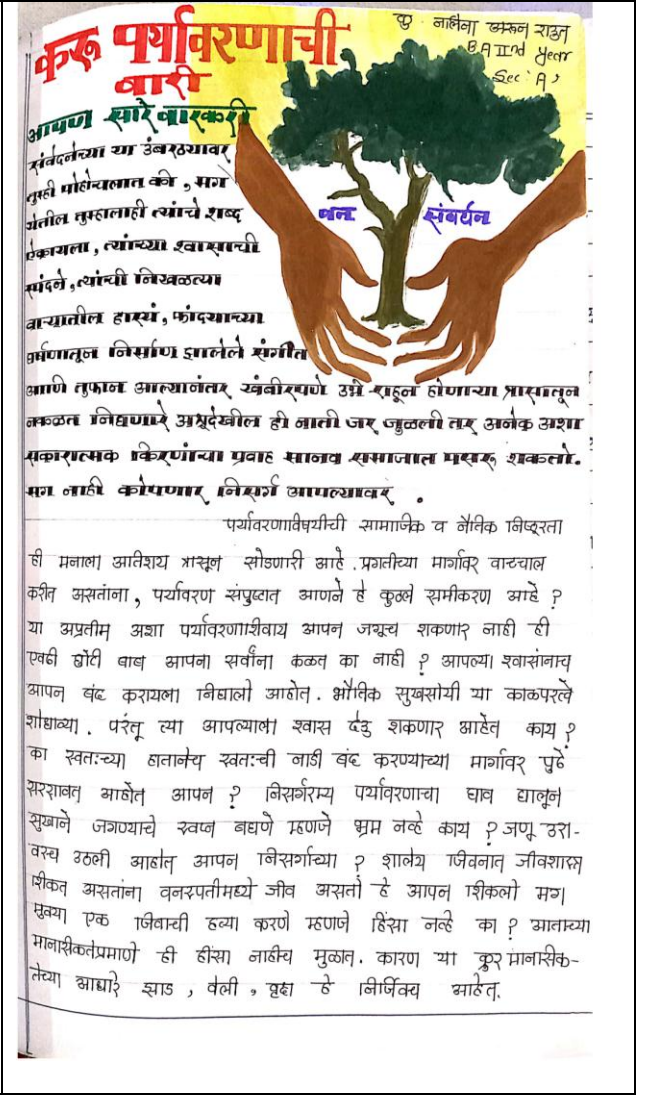 करू पर्यावरणाची
वारी
कु. नलिना अरून राऊत
BA IInd year
Sec: A,
आपण सारे वारकरी
संवेदनेच्या या उंबरठ्यावर
तुम्ही पोहोचलात की, मग
येतील तुम्हालाही त्यांचे शब्द
ऐकायला, त्यांच्या श्वासाची
स्पंदने, त्यांची निखळत्या
वाऱ्यातील हास्यं, फांदयाच्या
घर्षणातून निर्माण झालेले संगीत
वन संवर्धन
आणि तुफान आल्यानंतर खंबीरपणे उभे राहून होणाऱ्या त्रासातून
नकळत निघणारे अश्रूदेखील ही नाती जर जुळली तर अनेक अशा
सकारात्मक किरणांचा प्रवाह मानव समाजात पसरू शकतो.
मग नाही कोपणार निसर्ग आपल्यावर .
पर्यावरणाविषयीची सामाजिक व नैतिक निष्ठूरता
ही मनाला अतिशय त्रासून सोडणारी आहे. प्रगतीच्या मार्गावर वाटचाल
करीत असतांना, पर्यावरण संपुष्टात आणने हे कुठले समीकरण आहे ?
या अप्रतीम अशा पर्यावरणाशिवाय आपन जगूच शकणार नाही ही
एवढी छोटी बाब आपना सर्वांना कळत का नाही ? आपल्या श्वासांनाच
आपन बंद करायला निघालो आहोत. भौतिक सुखसोयी या काळपरत्वे
शोधाव्या. परंतू त्या आपल्याला श्वास देवु शकणार आहेत काय ?
का स्वतःच्या हातानेच स्वतःची नाडी बंद करण्याच्या मार्गावर पुढे
सरसावत आहोत आपन ? निसर्गरम्य पर्यावरणाचा घाव घालून
सुखाने जगण्याचे स्वप्न बघणे म्हणजे भ्रम नव्हे काय ? जणू उरा-
वरच उठली आहोत आपन निसर्गाच्या ? शालेय जिवनात जीवशास्त्र
शिकत असतांना वनस्पतीमध्ये जीव असतो हे आपन शिकलो मग
मुक्या एक जिवाची हत्या करणे म्हणजे हिंसा नव्हे का ? आताच्या
मानसिकतेप्रमाणे ही हींसा नाहीच मुळात. कारण या क्रूर मानसिक-
तेच्या आधारे झाड, वेली, वृक्ष हे निर्जिव आहेत.